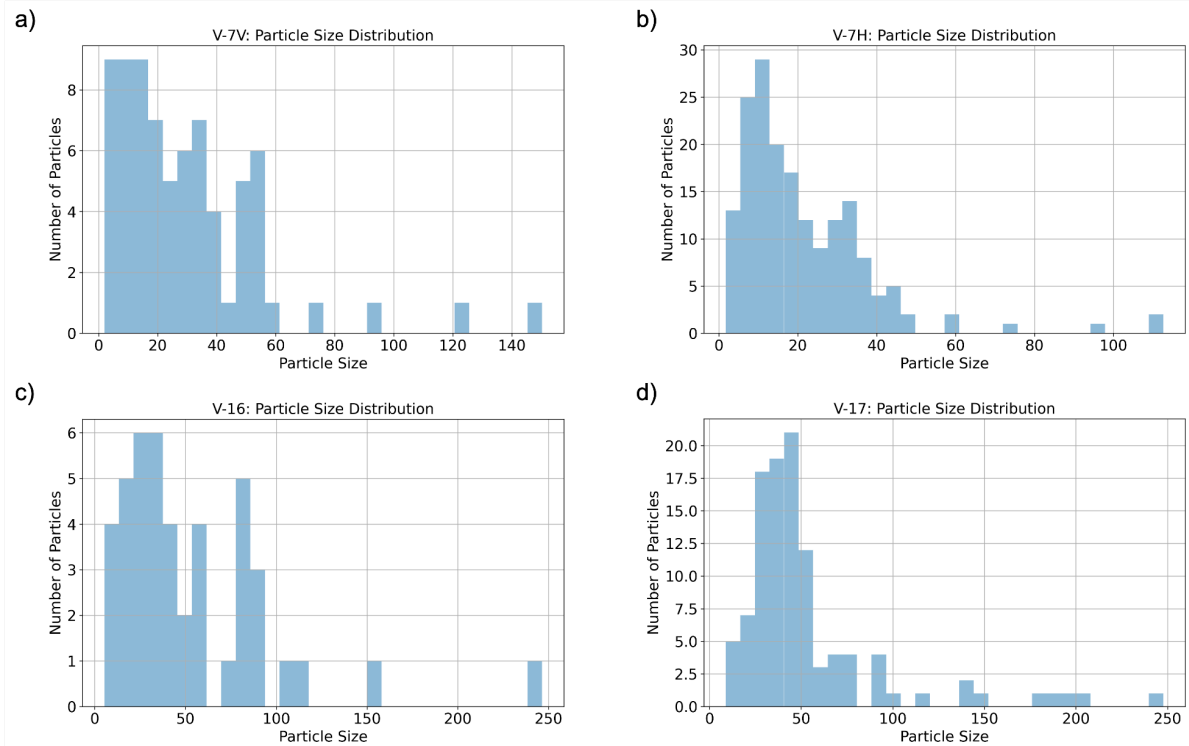 a)
V-7V: Particle Size Distribution
Number of Particles
8
6
4
2
0
0 20 40 60 80 100 120 140
Particle Size
b)
V-7H: Particle Size Distribution
Number of Particles
30
25
20
15
10
5
0
0 20 40 60 80 100
Particle Size
c)
V-16: Particle Size Distribution
Number of Particles
6
5
4
3
2
1
0
0 50 100 150 200 250
Particle Size
d)
V-17: Particle Size Distribution
Number of Particles
20.0
17.5
15.0
12.5
10.0
7.5
5.0
2.5
0.0
0 50 100 150 200 250
Particle Size